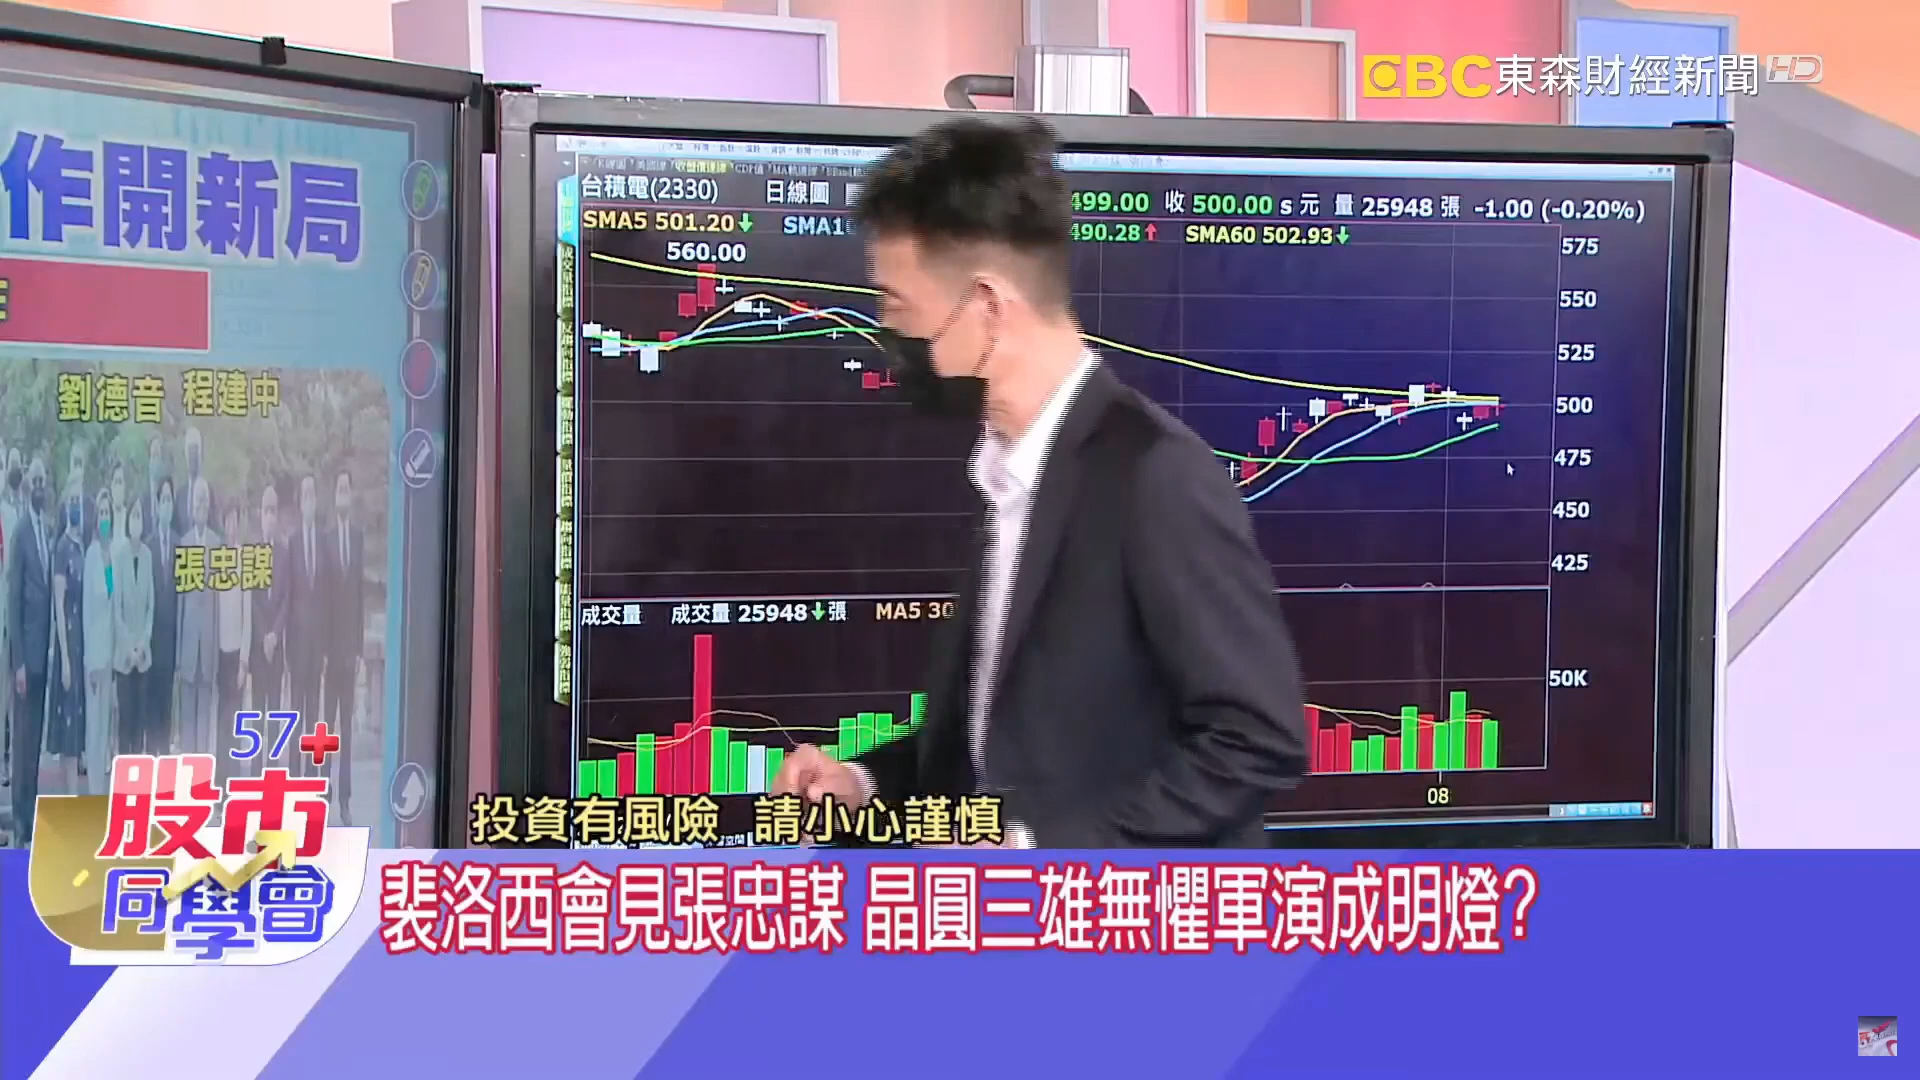 EBC東森財經新聞 HD
作開新局
劉德音 程建中
張忠謀
台積電(2330) 日線圖
499.00 收 500.00 s 元 量 25948 張 -1.00 (-0.20%)
SMA5 501.20↓ SMA1
490.28↑ SMA60 502.93↓
560.00
575
550
525
500
475
450
425
成交量 成交量 25948↓張 MA5 30
50K
08
57+
股市
同學會
投資有風險 請小心謹慎
裴洛西會見張忠謀 晶圓三雄無懼軍演成明燈?